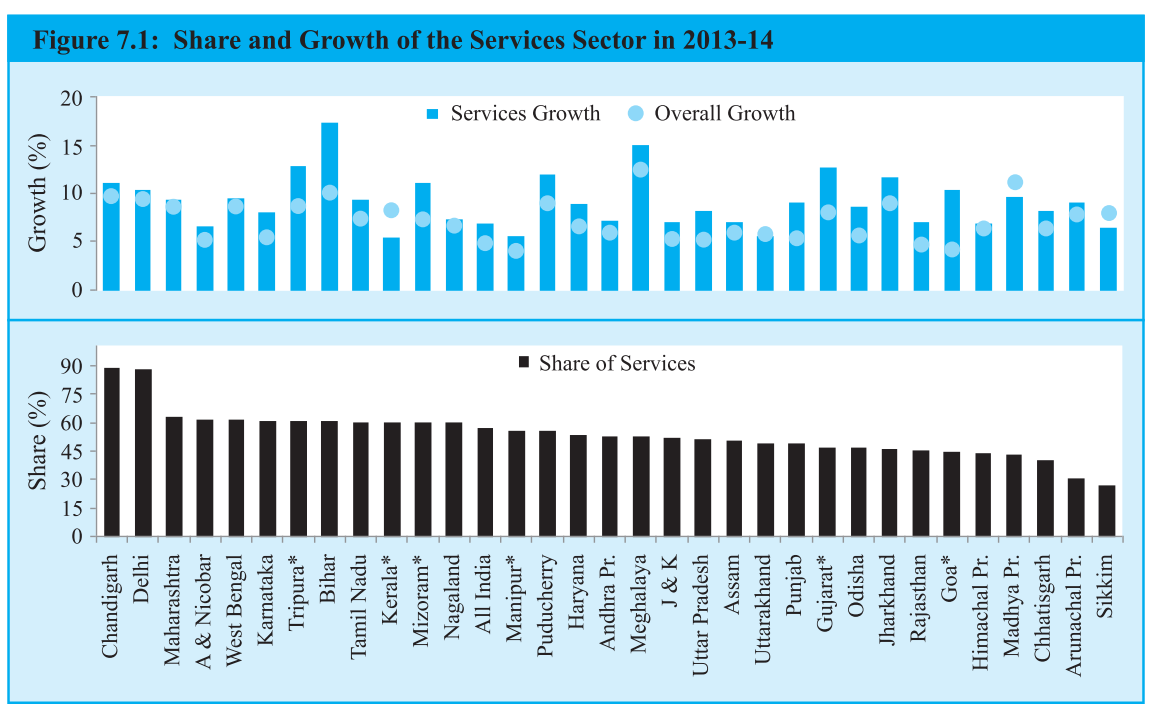 Figure 7.1: Share and Growth of the Services Sector in 2013-14
Services Growth
Overall Growth
Growth (%)
20
15
10
5
0
Share of Services
Share (%)
90
75
60
45
30
15
0
Chandigarh
Delhi
Maharashtra
A & Nicobar
West Bengal
Karnataka
Tripura*
Bihar
Tamil Nadu
Kerala*
Mizoram*
Nagaland
All India
Manipur*
Puducherry
Haryana
Andhra Pr.
Meghalaya
J & K
Uttar Pradesh
Assam
Uttarakhand
Punjab
Gujarat*
Odisha
Jharkhand
Rajasthan
Goa*
Himachal Pr.
Madhya Pr.
Chhatisgarh
Arunachal Pr.
Sikkim